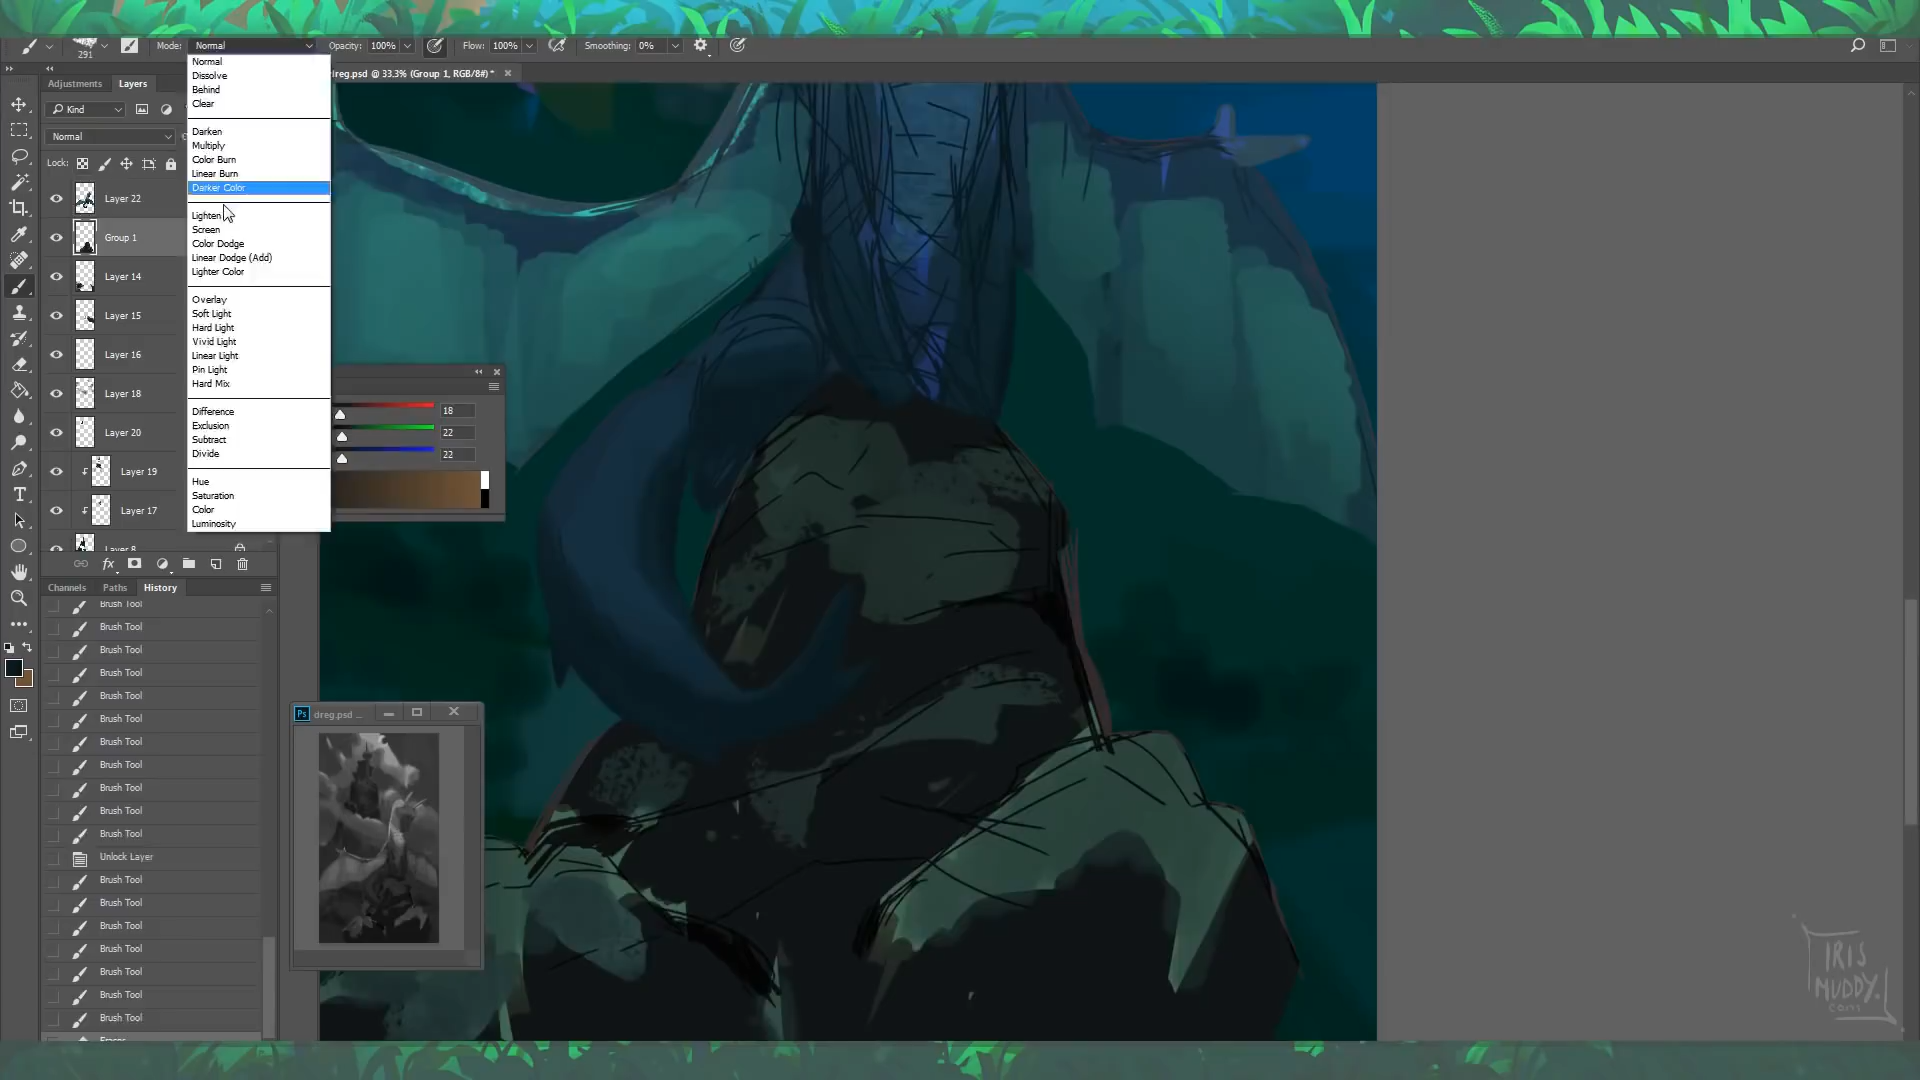 291
Mode: Normal
Opacity: 100%
Flow: 100%
Smoothing: 0%
Adjustments Layers
dreg.psd @ 33.3% (Group 1, RGB/8#) *
Kind
Normal
Lock:
Layer 22
Group 1
Layer 14
Layer 15
Layer 16
Layer 18
Layer 20
Layer 19
Layer 17
Layer 8
fx
Normal
Dissolve
Behind
Clear
Darken
Multiply
Color Burn
Linear Burn
Darker Color
Lighten
Screen
Color Dodge
Linear Dodge (Add)
Lighter Color
Overlay
Soft Light
Hard Light
Vivid Light
Linear Light
Pin Light
Hard Mix
Difference
Exclusion
Subtract
Divide
Hue
Saturation
Color
Luminosity
18
22
22
Channels Paths History
Brush Tool
Brush Tool
Brush Tool
Brush Tool
Brush Tool
Brush Tool
Brush Tool
Brush Tool
Brush Tool
Brush Tool
Brush Tool
Unlock Layer
Brush Tool
Brush Tool
Brush Tool
Brush Tool
Brush Tool
Brush Tool
Brush Tool
Eraser
Ps dreg.psd ...
IRIS
MUDDY.
com